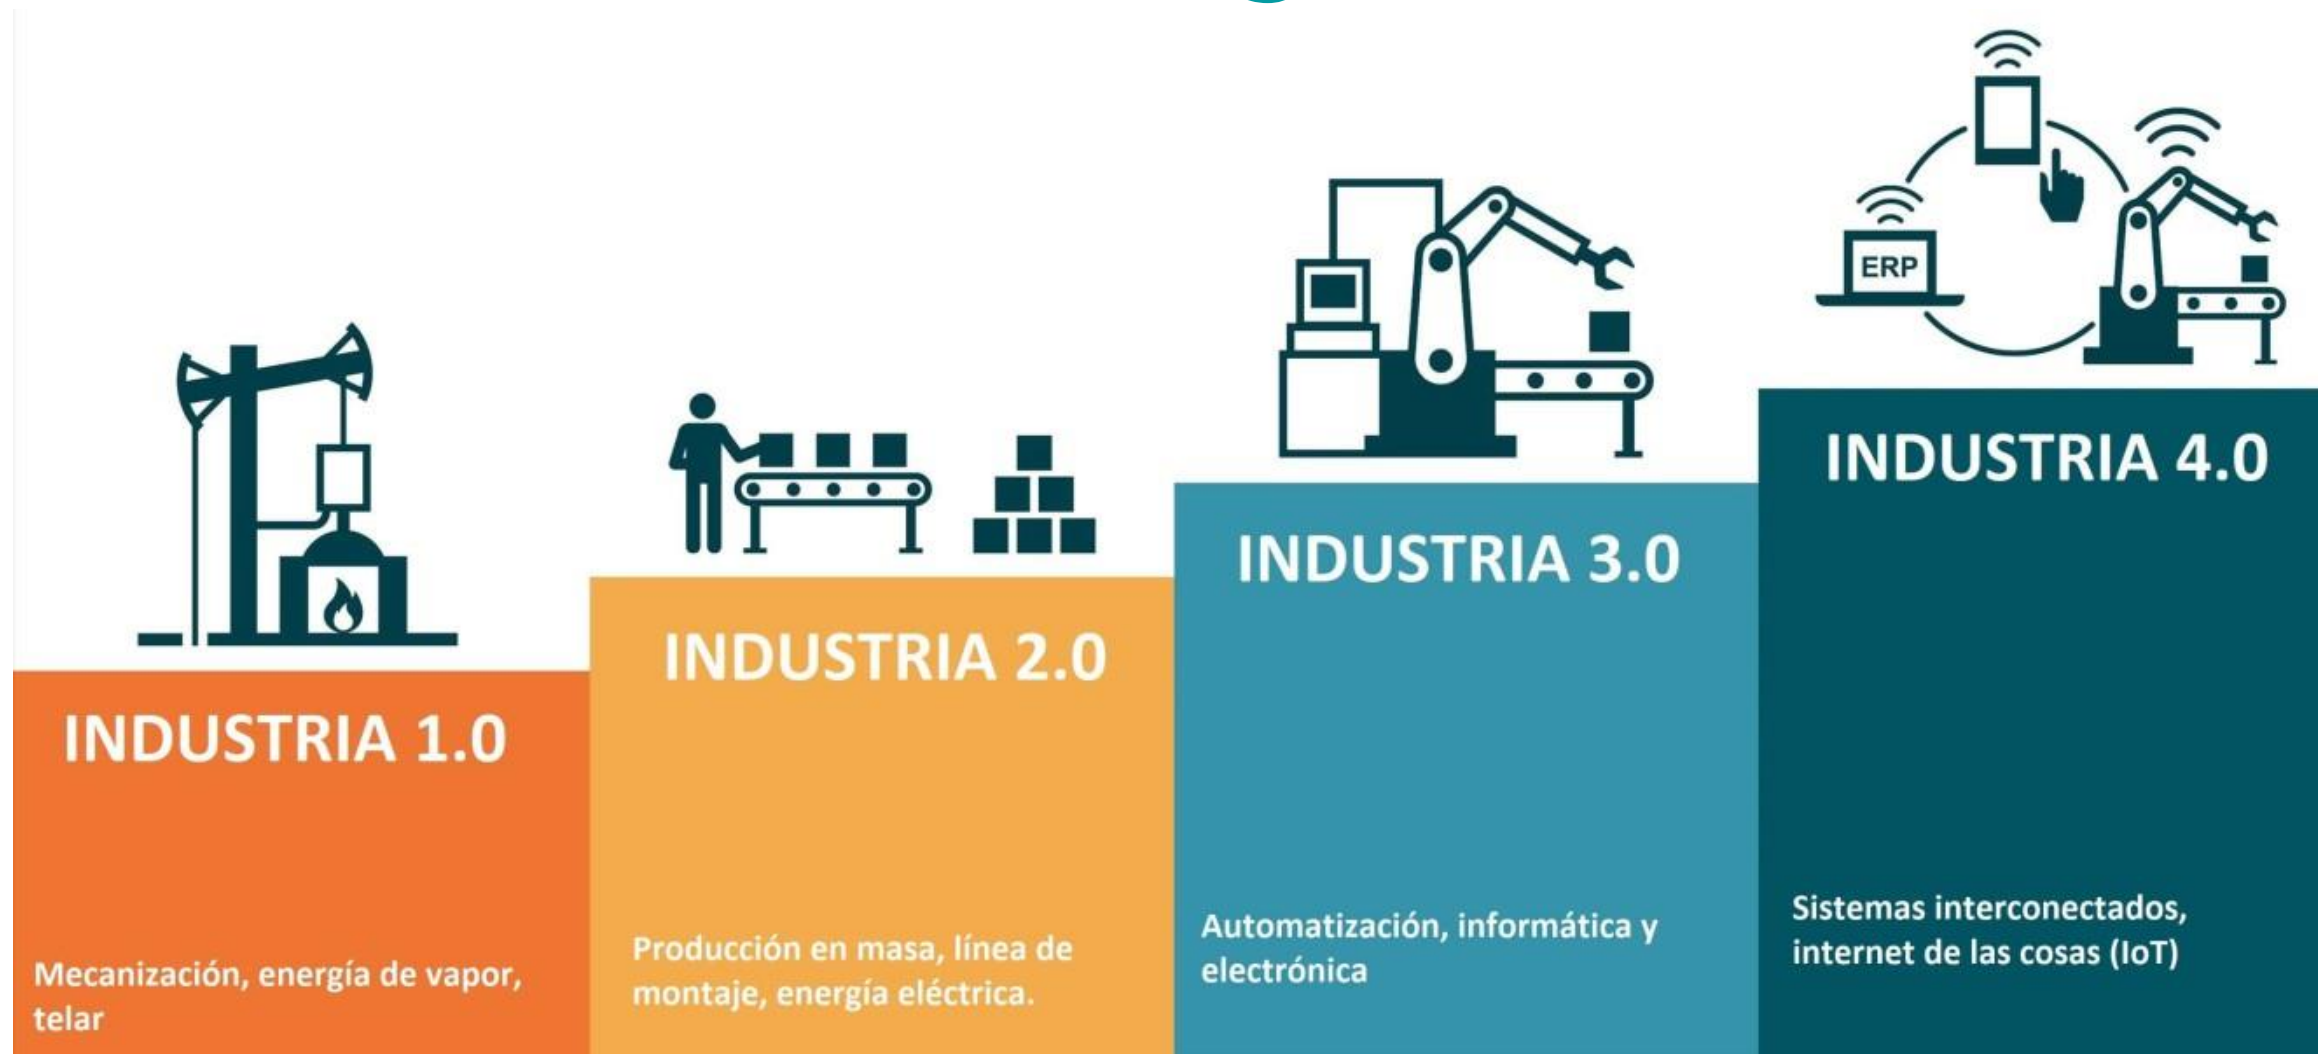 INDUSTRIA 1.0
Mecanización, energía de vapor,
telar
INDUSTRIA 2.0
Producción en masa, línea de
montaje, energía eléctrica.
INDUSTRIA 3.0
Automatización, informática y
electrónica
ERP
INDUSTRIA 4.0
Sistemas interconectados,
internet de las cosas (IoT)